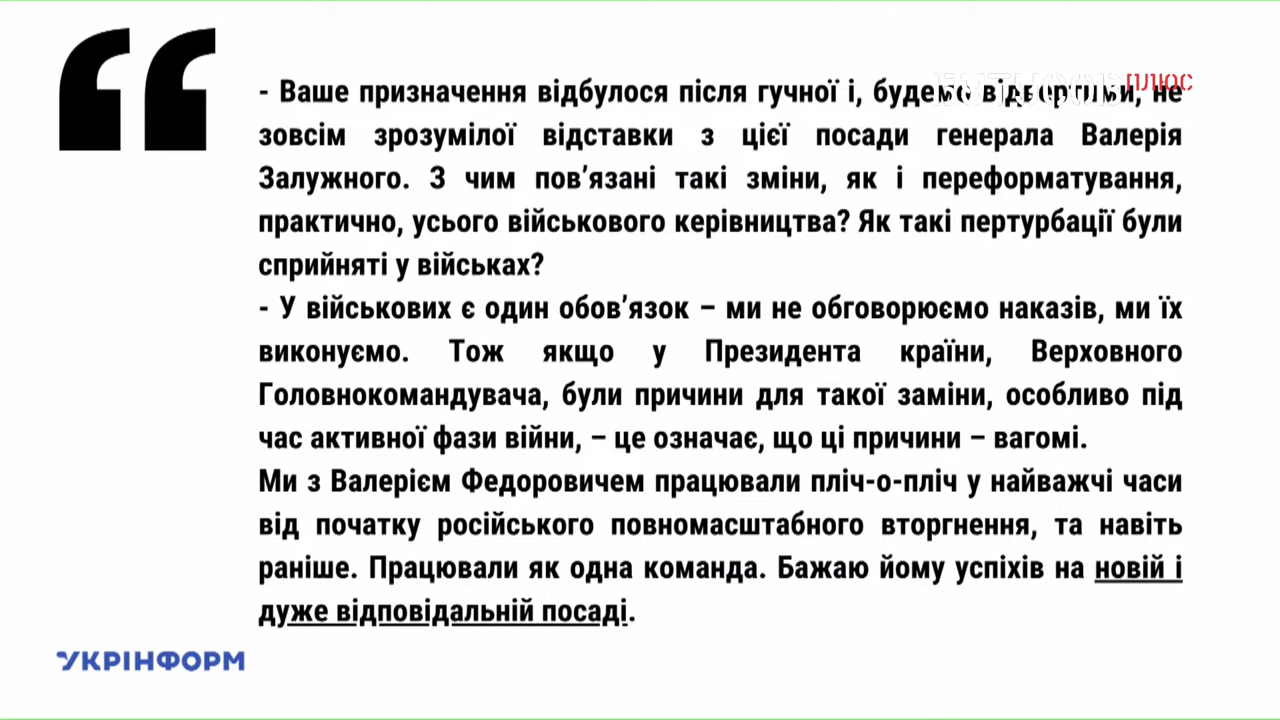 ПЛЮС
- Ваше призначення відбулося після гучної і, будемо відвертими, не
зовсім зрозумілої відставки з цієї посади генерала Валерія
Залужного. З чим пов’язані такі зміни, як і переформатування,
практично, усього військового керівництва? Як такі пертурбації були
сприйняті у військах?
- У військових є один обов’язок – ми не обговорюємо наказів, ми їх
виконуємо. Тож якщо у Президента країни, Верховного
Головнокомандувача, були причини для такої заміни, особливо під
час активної фази війни, – це означає, що ці причини – вагомі.
Ми з Валерієм Федоровичем працювали пліч-о-пліч у найважчі часи
від початку російського повномасштабного вторгнення, та навіть
раніше. Працювали як одна команда. Бажаю йому успіхів на новій і
дуже відповідальній посаді.
УКРІНФОРМ